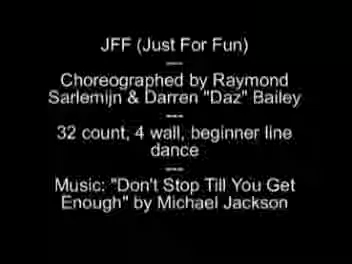 JFF (Just For Fun)
---
Choreographed by Raymond
Sarlemijn & Darren "Daz" Bailey
---
32 count, 4 wall, beginner line
dance
---
Music: "Don't Stop Till You Get
Enough" by Michael Jackson